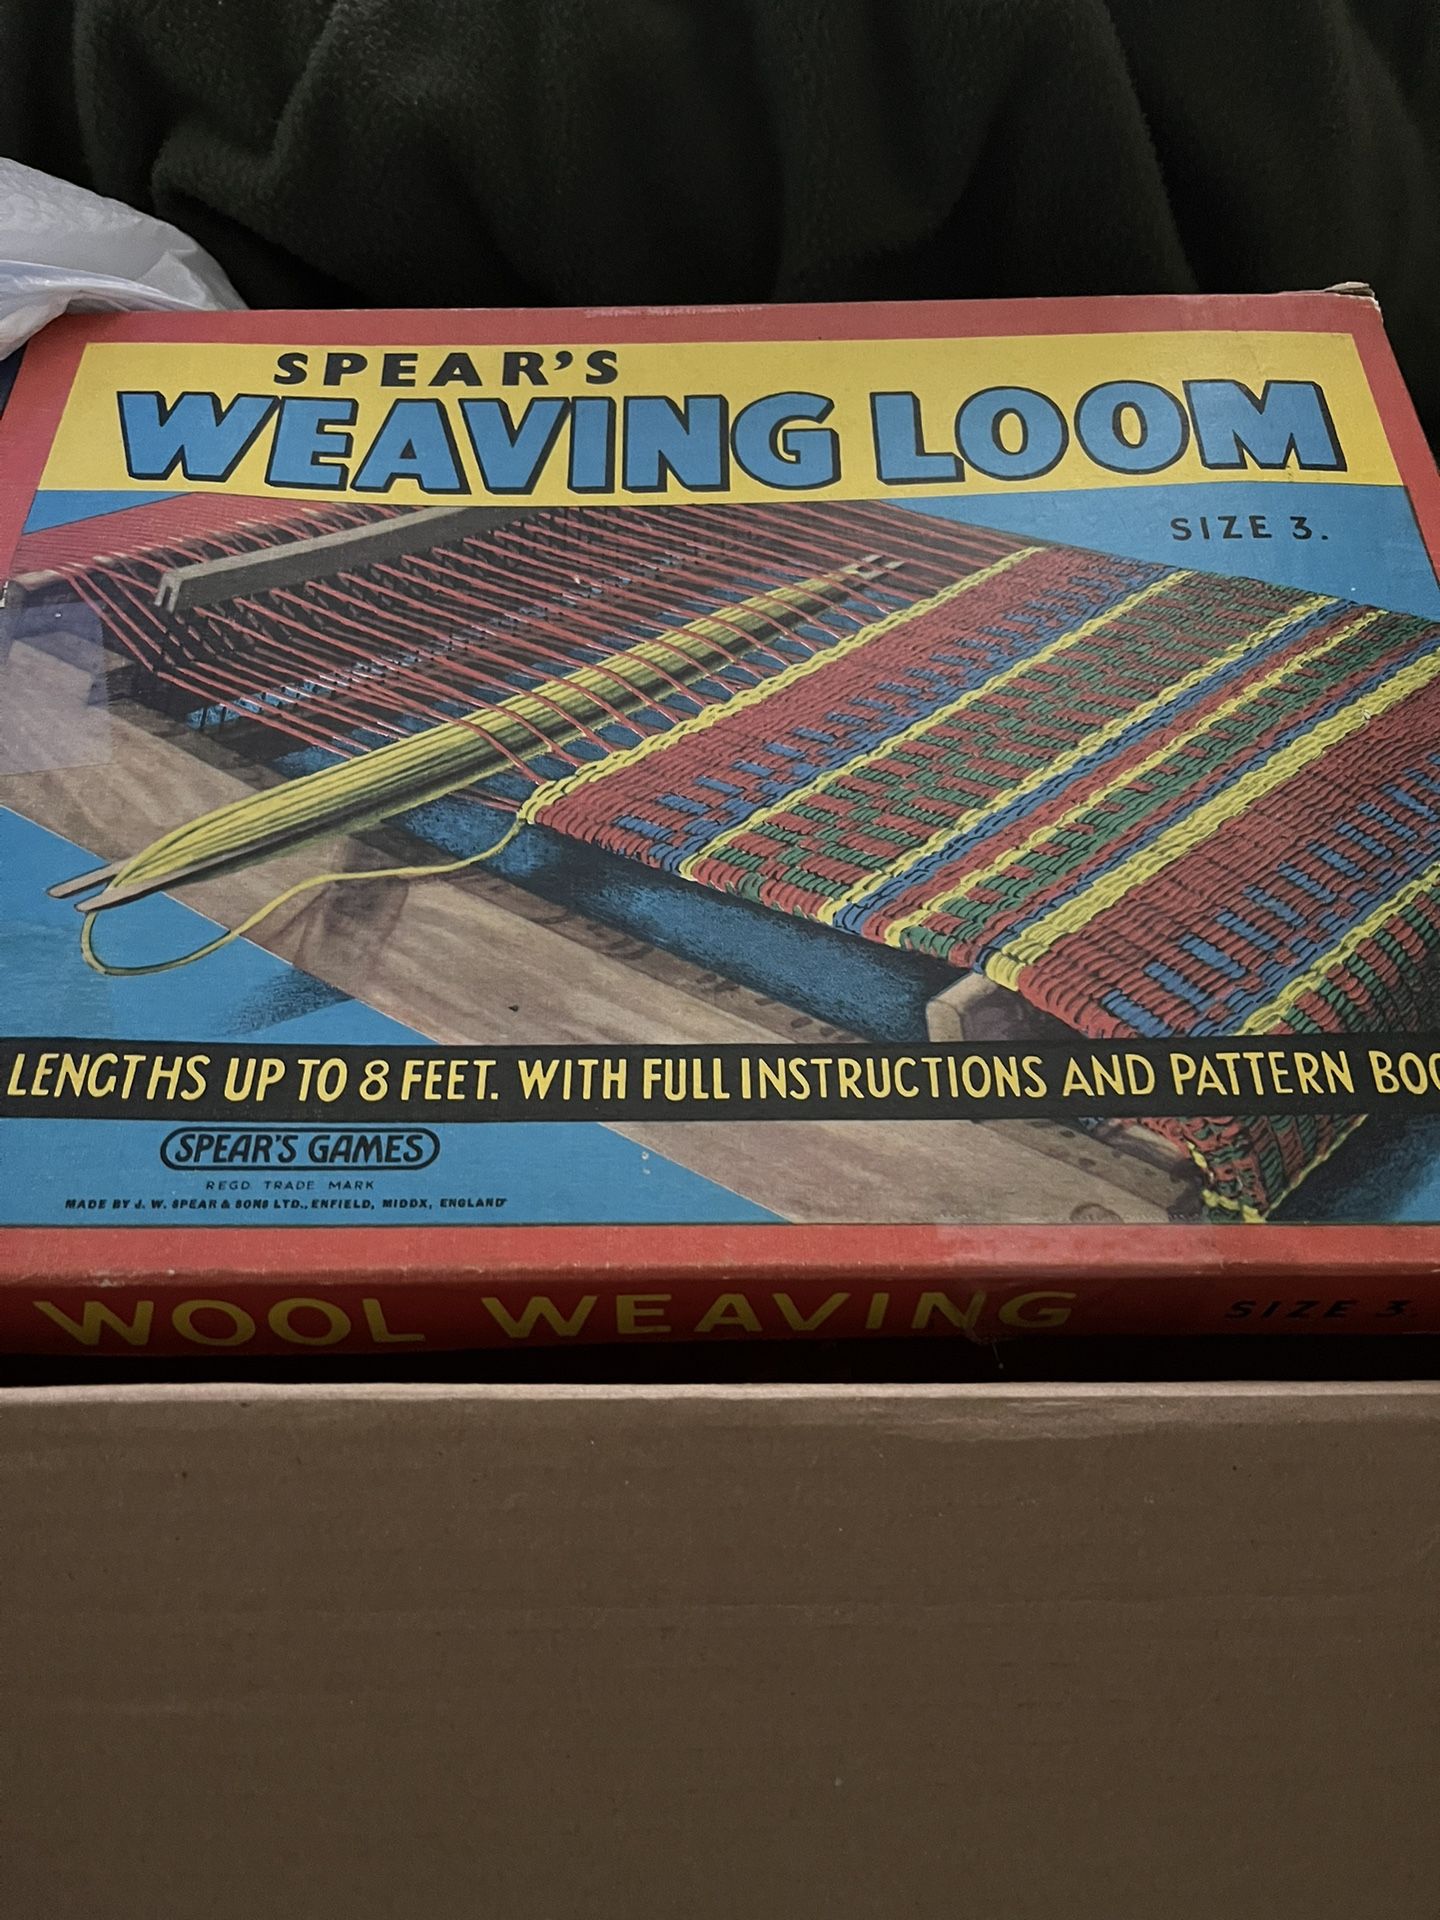 SPEAR'S
WEAVING LOOM
SIZE 3.
LENGTHS UP TO 8 FEET. WITH FULL INSTRUCTIONS AND PATTERN BOO
SPEAR'S GAMES
REGD TRADE MARK
MADE BY J. W. SPEAR & SONS LTD., ENFIELD, MIDDX, ENGLAND
WOOL WEAVING SIZE 3.